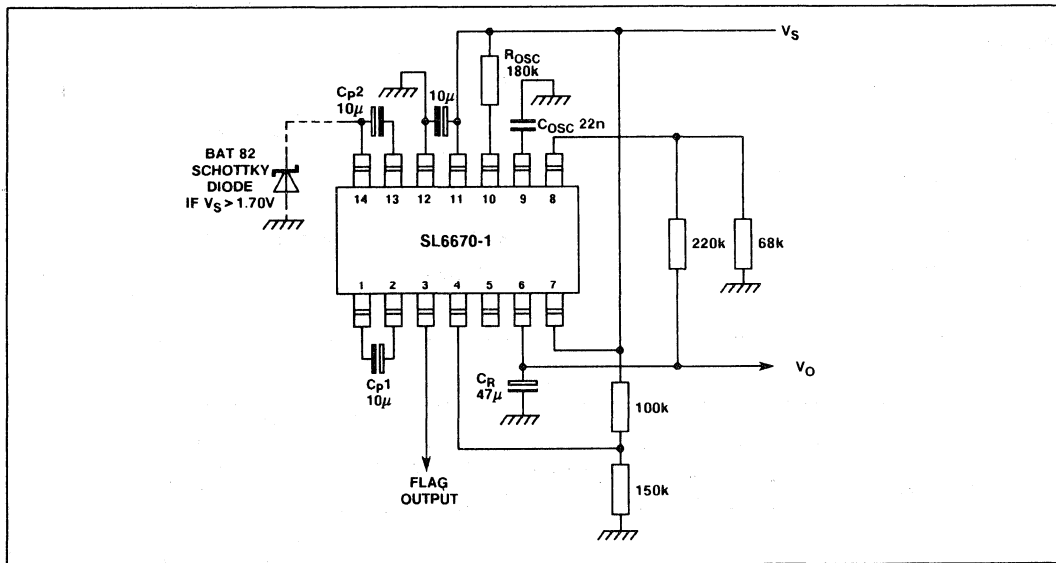 VS
ROSC
180k
CP2
10μ
10μ
COSC 22n
BAT 82
SCHOTTKY
DIODE
IF VS > 1.70V
14 13 12 11 10 9 8
SL6670-1
220k
68k
1 2 3 4 5 6 7
CP1
10μ
CR
47μ
VO
100k
150k
FLAG
OUTPUT